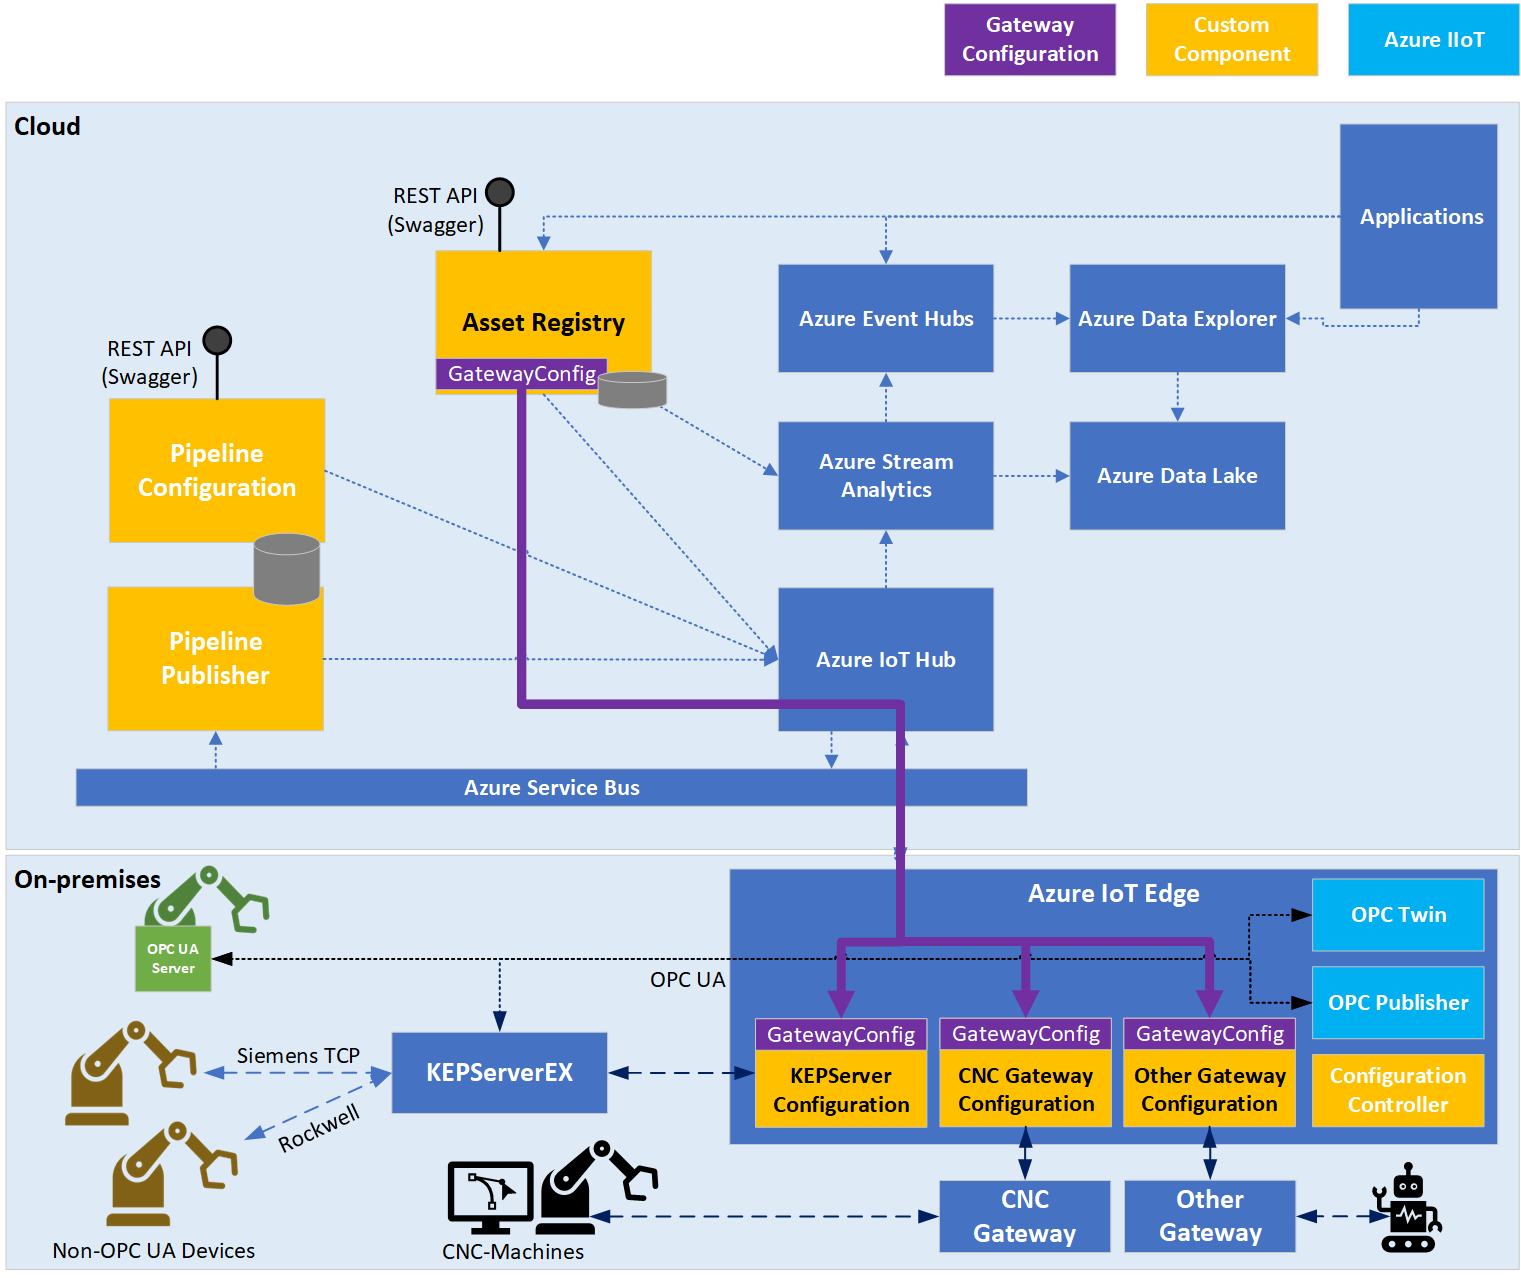 Gateway
Configuration
Custom
Component
Azure IIoT
Cloud
REST API
(Swagger)
Applications
Asset Registry
GatewayConfig
Azure Event Hubs
Azure Data Explorer
REST API
(Swagger)
Pipeline
Configuration
Azure Stream
Analytics
Azure Data Lake
Pipeline
Publisher
Azure IoT Hub
Azure Service Bus
On-premises
Azure IoT Edge
OPC Twin
OPC UA
Server
OPC UA
OPC Publisher
Siemens TCP
KEPServerEX
Rockwell
GatewayConfig
KEPServer
Configuration
GatewayConfig
CNC Gateway
Configuration
GatewayConfig
Other Gateway
Configuration
Configuration
Controller
Non-OPC UA Devices
CNC-Machines
CNC
Gateway
Other
Gateway